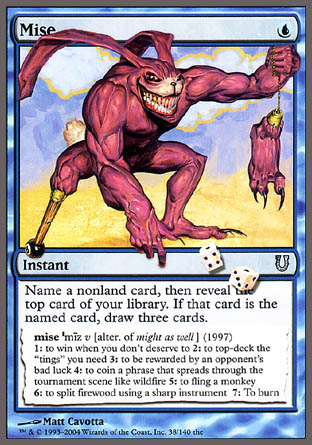 Mise
Instant
Name a nonland card, then reveal the
top card of your library. If that card is the
named card, draw three cards.
mise \'mīz v [alter. of might as well] (1997)
1: to win when you don't deserve to 2: to top-deck the
"tings" you need 3: to be rewarded by an opponent's
bad luck 4: to coin a phrase that spreads through the
tournament scene like wildfire 5: to fling a monkey
6: to split firewood using a sharp instrument 7: To burn
Matt Cavotta
™ & © 1993–2004 Wizards of the Coast, Inc. 38/140 the